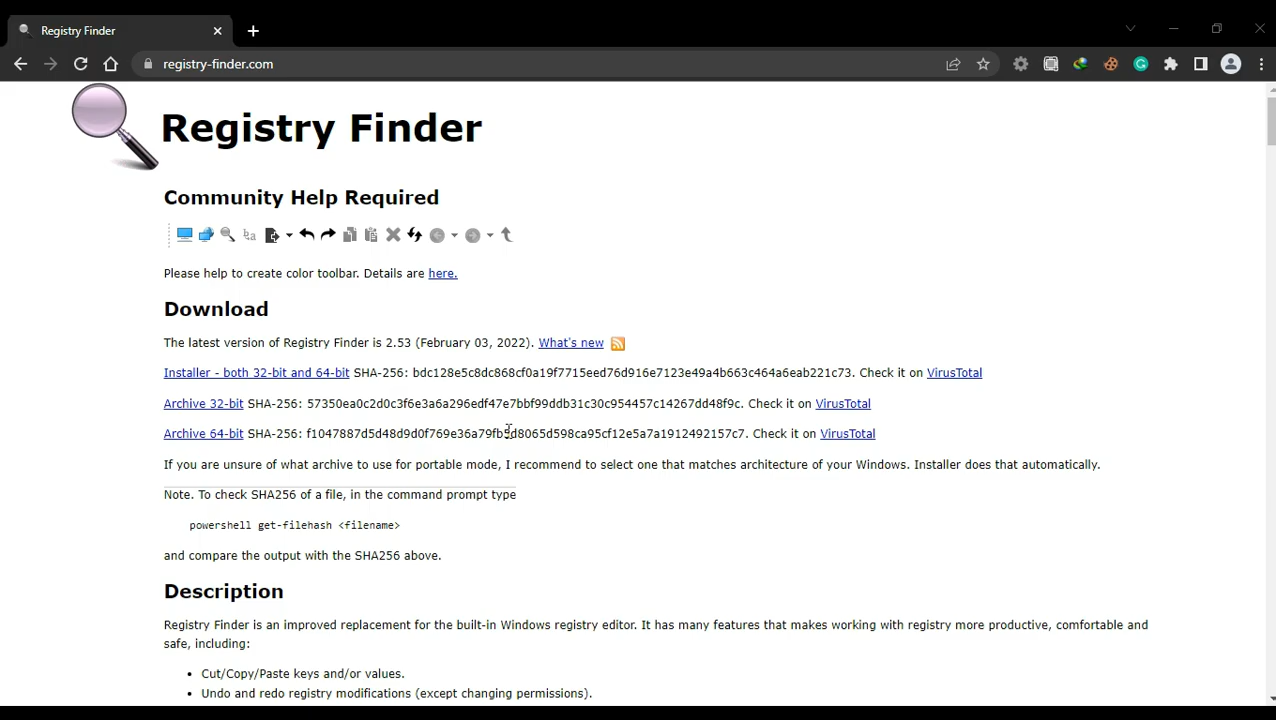 Registry Finder
registry-finder.com
Registry Finder
Community Help Required
ba
Please help to create color toolbar. Details are here.
Download
The latest version of Registry Finder is 2.53 (February 03, 2022). What's new
Installer - both 32-bit and 64-bit SHA-256: bdc128e5c8dc868cf0a19f7715eed76d916e7123e49a4b663c464a6eab221c73. Check it on VirusTotal
Archive 32-bit SHA-256: 57350ea0c2d0c3f6e3a6a296edf47e7bbf99ddb31c30c954457c14267dd48f9c. Check it on VirusTotal
Archive 64-bit SHA-256: f1047887d5d48d9d0f769e36a79fb9d8065d598ca95cf12e5a7a1912492157c7. Check it on VirusTotal
If you are unsure of what archive to use for portable mode, I recommend to select one that matches architecture of your Windows. Installer does that automatically.
Note. To check SHA256 of a file, in the command prompt type
powershell get-filehash <filename>
and compare the output with the SHA256 above.
Description
Registry Finder is an improved replacement for the built-in Windows registry editor. It has many features that makes working with registry more productive, comfortable and
safe, including:
• Cut/Copy/Paste keys and/or values.
• Undo and redo registry modifications (except changing permissions).